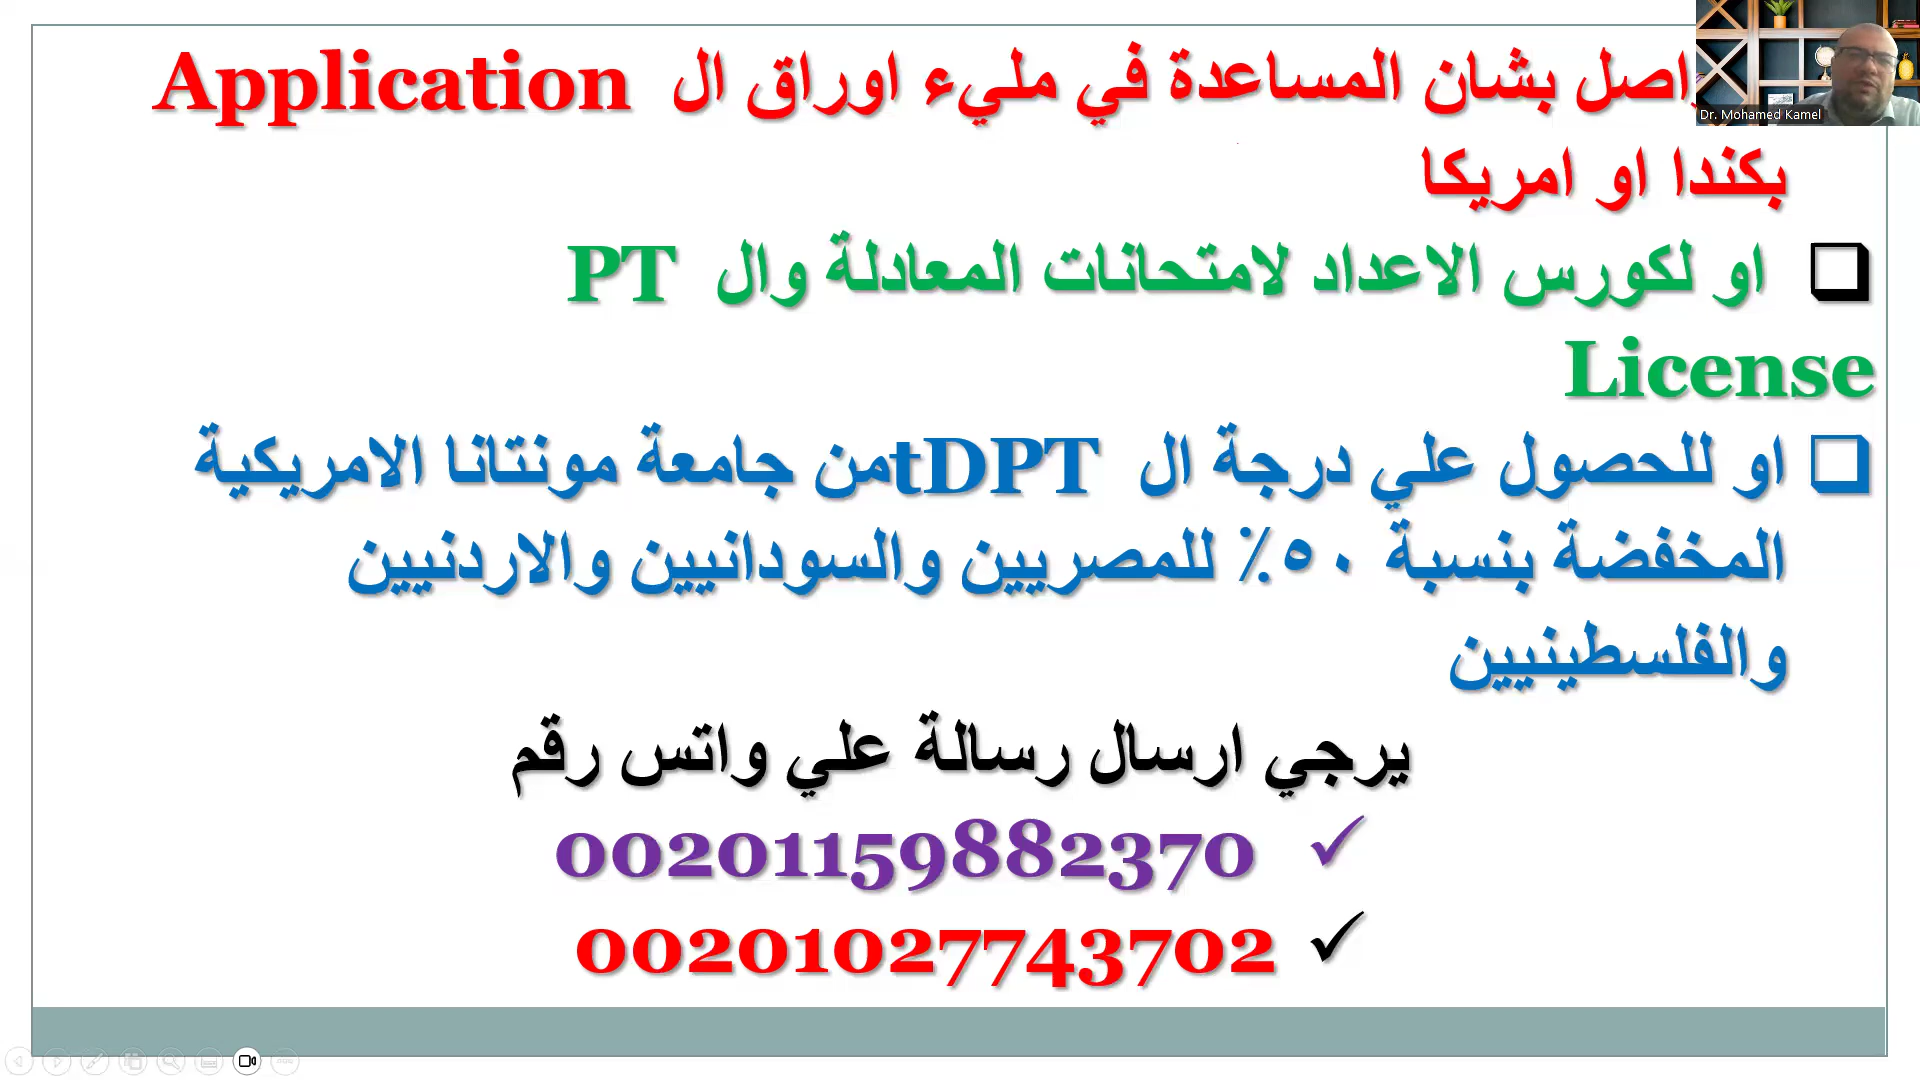 بشان المساعدة في مليء اوراق ال Application
بكندا او امريكا
او لكورس الاعداد لامتحانات المعادلة وال PT
License
او للحصول علي درجة ال tDPT من جامعة مونتانا الامريكية
المخفضة بنسبة ٥٠٪ للمصريين والسودانيين والاردنيين
والفلسطينيين
يرجي ارسال رسالة علي واتس رقم
00201159882370
00201027743702
Dr. Mohamed Kamel